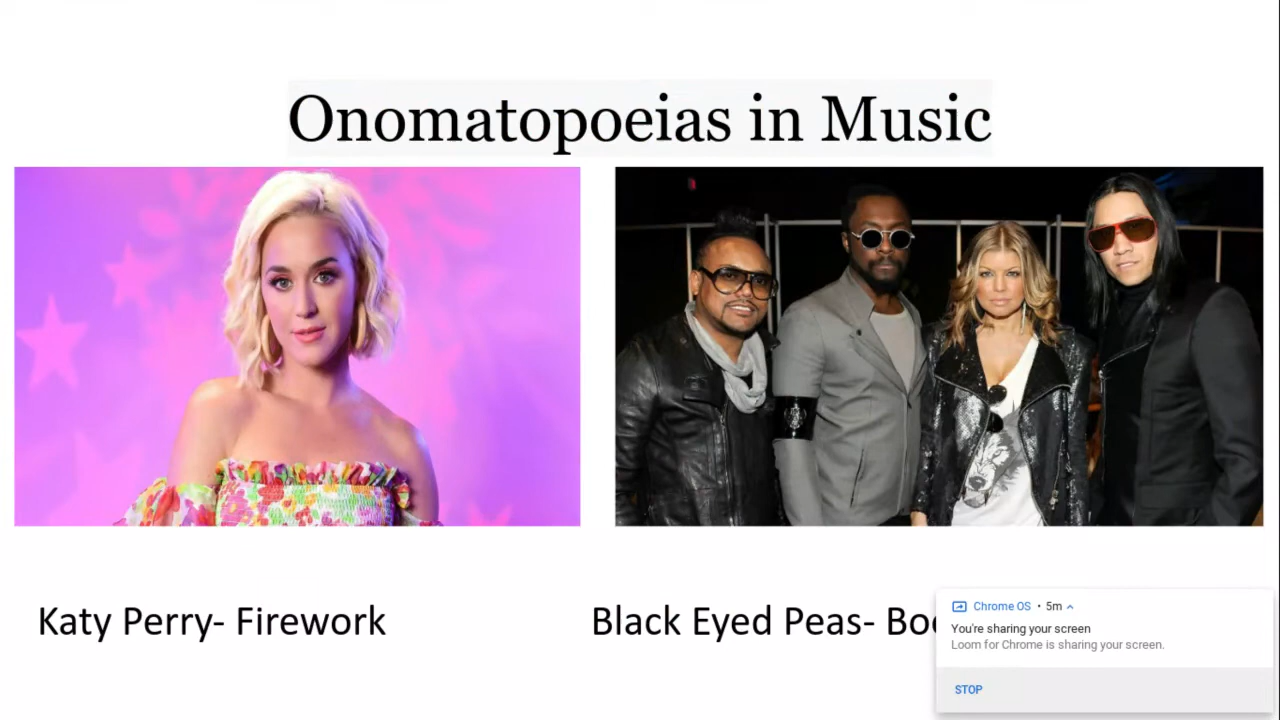 Onomatopoeias in Music
Katy Perry- Firework
Black Eyed Peas-
Chrome OS • 5m
You're sharing your screen
Loom for Chrome is sharing your screen.
STOP